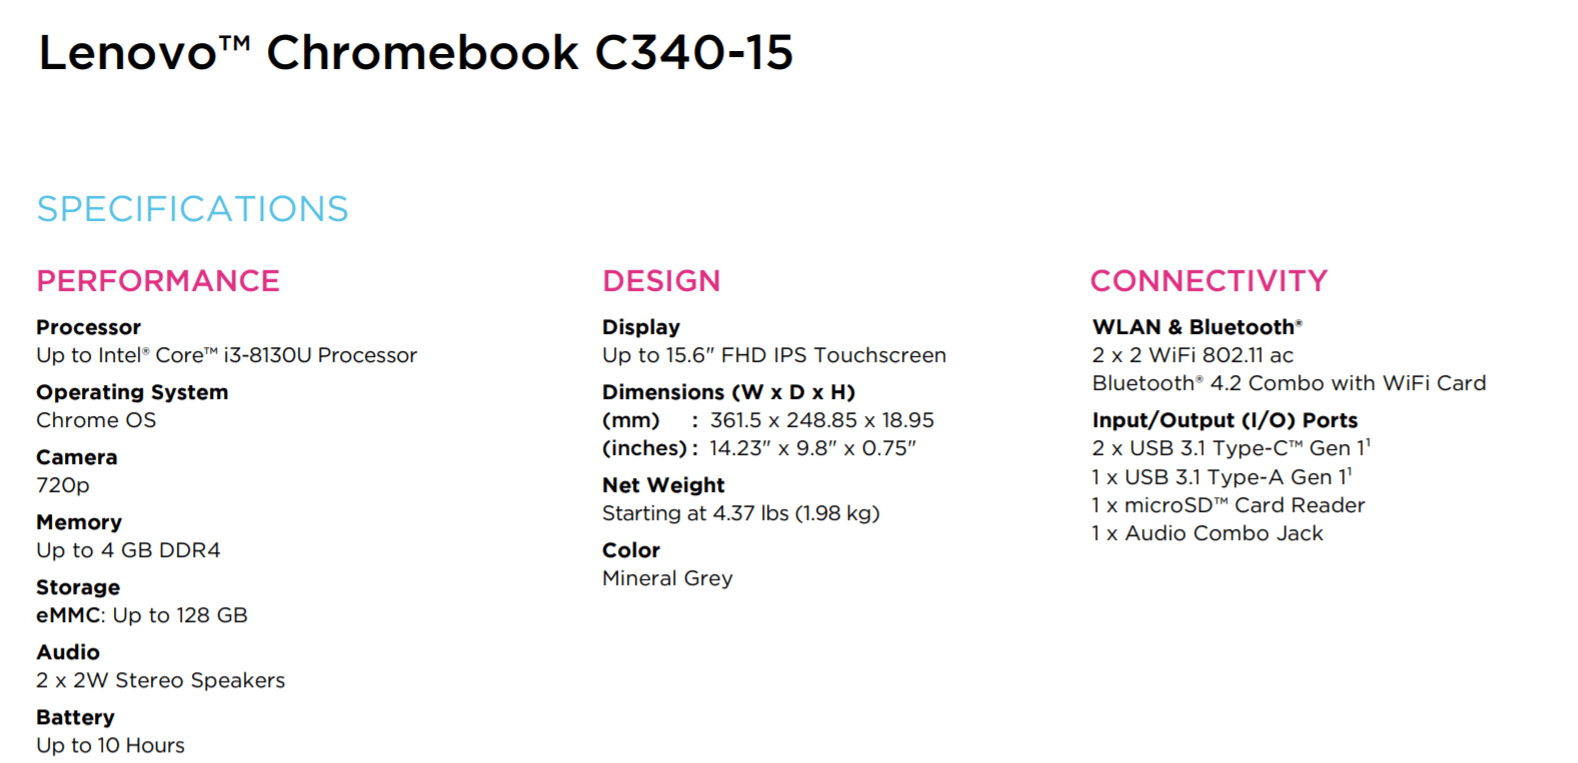 Lenovo™ Chromebook C340-15
SPECIFICATIONS
PERFORMANCE
Processor
Up to Intel® Core™ i3-8130U Processor
Operating System
Chrome OS
Camera
720p
Memory
Up to 4 GB DDR4
Storage
eMMC: Up to 128 GB
Audio
2 x 2W Stereo Speakers
Battery
Up to 10 Hours
DESIGN
Display
Up to 15.6" FHD IPS Touchscreen
Dimensions (W x D x H)
(mm) : 361.5 x 248.85 x 18.95
(inches) : 14.23" x 9.8" x 0.75"
Net Weight
Starting at 4.37 lbs (1.98 kg)
Color
Mineral Grey
CONNECTIVITY
WLAN & Bluetooth®
2 x 2 WiFi 802.11 ac
Bluetooth® 4.2 Combo with WiFi Card
Input/Output (I/O) Ports
2 x USB 3.1 Type-C™ Gen 1¹
1 x USB 3.1 Type-A Gen 1¹
1 x microSD™ Card Reader
1 x Audio Combo Jack